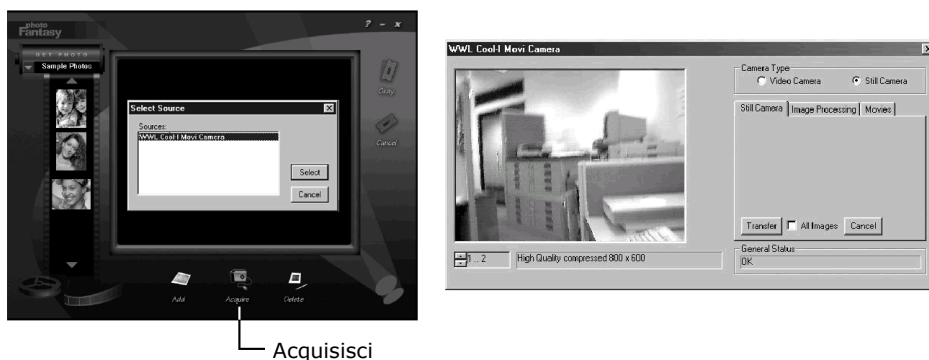 photo
Fantasy
? - x
GET PHOTO
Sample Photos
Select Source
Sources:
WWL Cool-I Movi Camera
Select
Cancel
Okay
Cancel
Add
Acquire
Delete
Acquisisci
WWL Cool-I Movi Camera
Camera Type
Video Camera
Still Camera
Still Camera
Image Processing
Movies
Transfer
All Images
Cancel
1 ... 2
High Quality compressed 800 x 600
General Status
OK